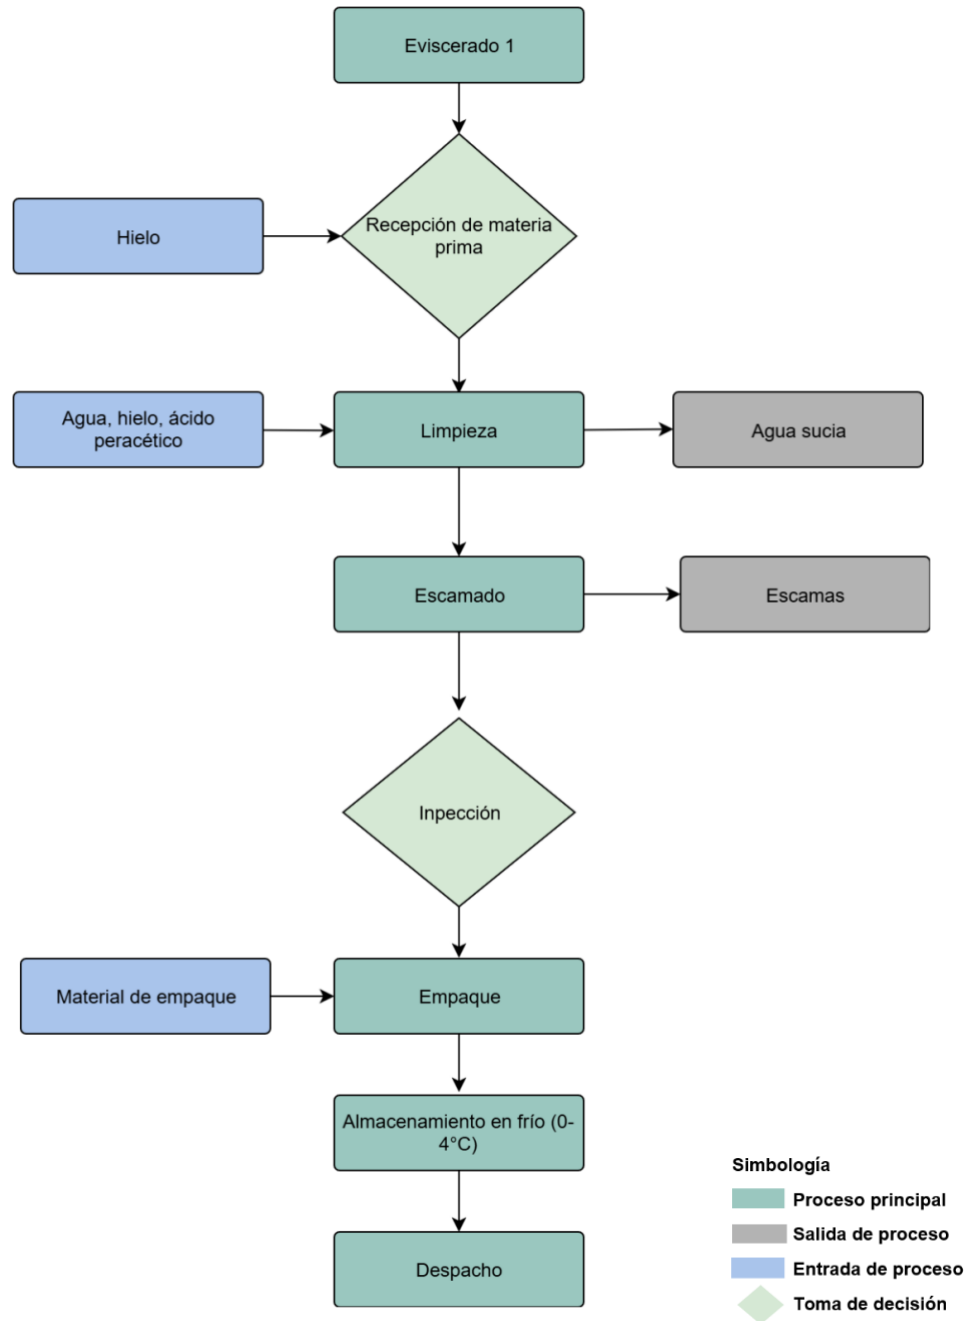 Eviscerado 1
Hielo
Recepción de materia
prima
Agua, hielo, ácido
peracético
Limpieza
Agua sucia
Escamado
Escamas
Inpección
Material de empaque
Empaque
Almacenamiento en frío (0-
4°C)
Despacho
Simbología
Proceso principal
Salida de proceso
Entrada de proceso
Toma de decisión